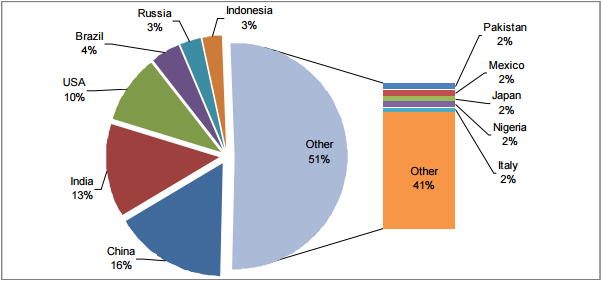 Indonesia
3%
Russia
3%
Brazil
4%
USA
10%
India
13%
China
16%
Other
51%
Pakistan
2%
Mexico
2%
Japan
2%
Nigeria
2%
Italy
2%
Other
41%